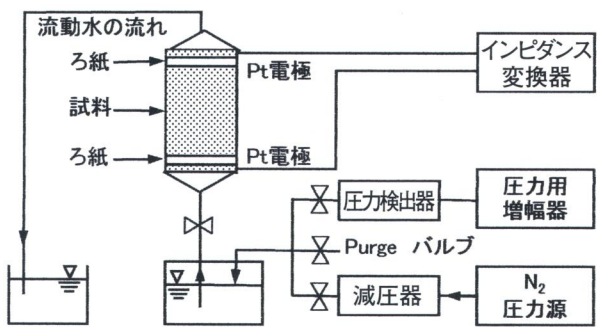 流動水の流れ
ろ紙
Pt電極
インピダンス
変換器
試料
ろ紙
Pt電極
圧力検出器
圧力用
増幅器
Purge バルブ
減圧器
N₂
圧力源